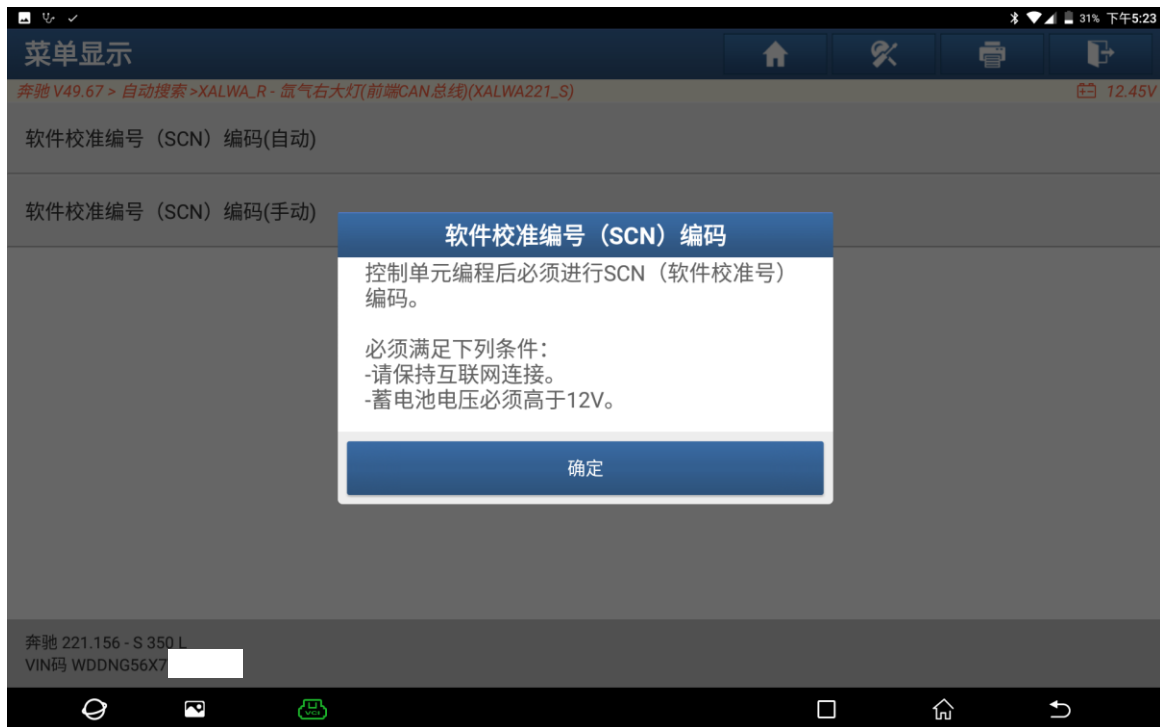 31% 下午5:23
菜单显示
奔驰 V49.67 > 自动搜索 >XALWA_R - 氙气右大灯(前端CAN总线)(XALWA221_S)
12.45V
软件校准编号（SCN）编码(自动)
软件校准编号（SCN）编码(手动)
软件校准编号（SCN）编码
控制单元编程后必须进行SCN（软件校准号）
编码。
必须满足下列条件：
-请保持互联网连接。
-蓄电池电压必须高于12V。
确定
奔驰 221.156 - S 350 L
VIN码 WDDNG56X7
VCI